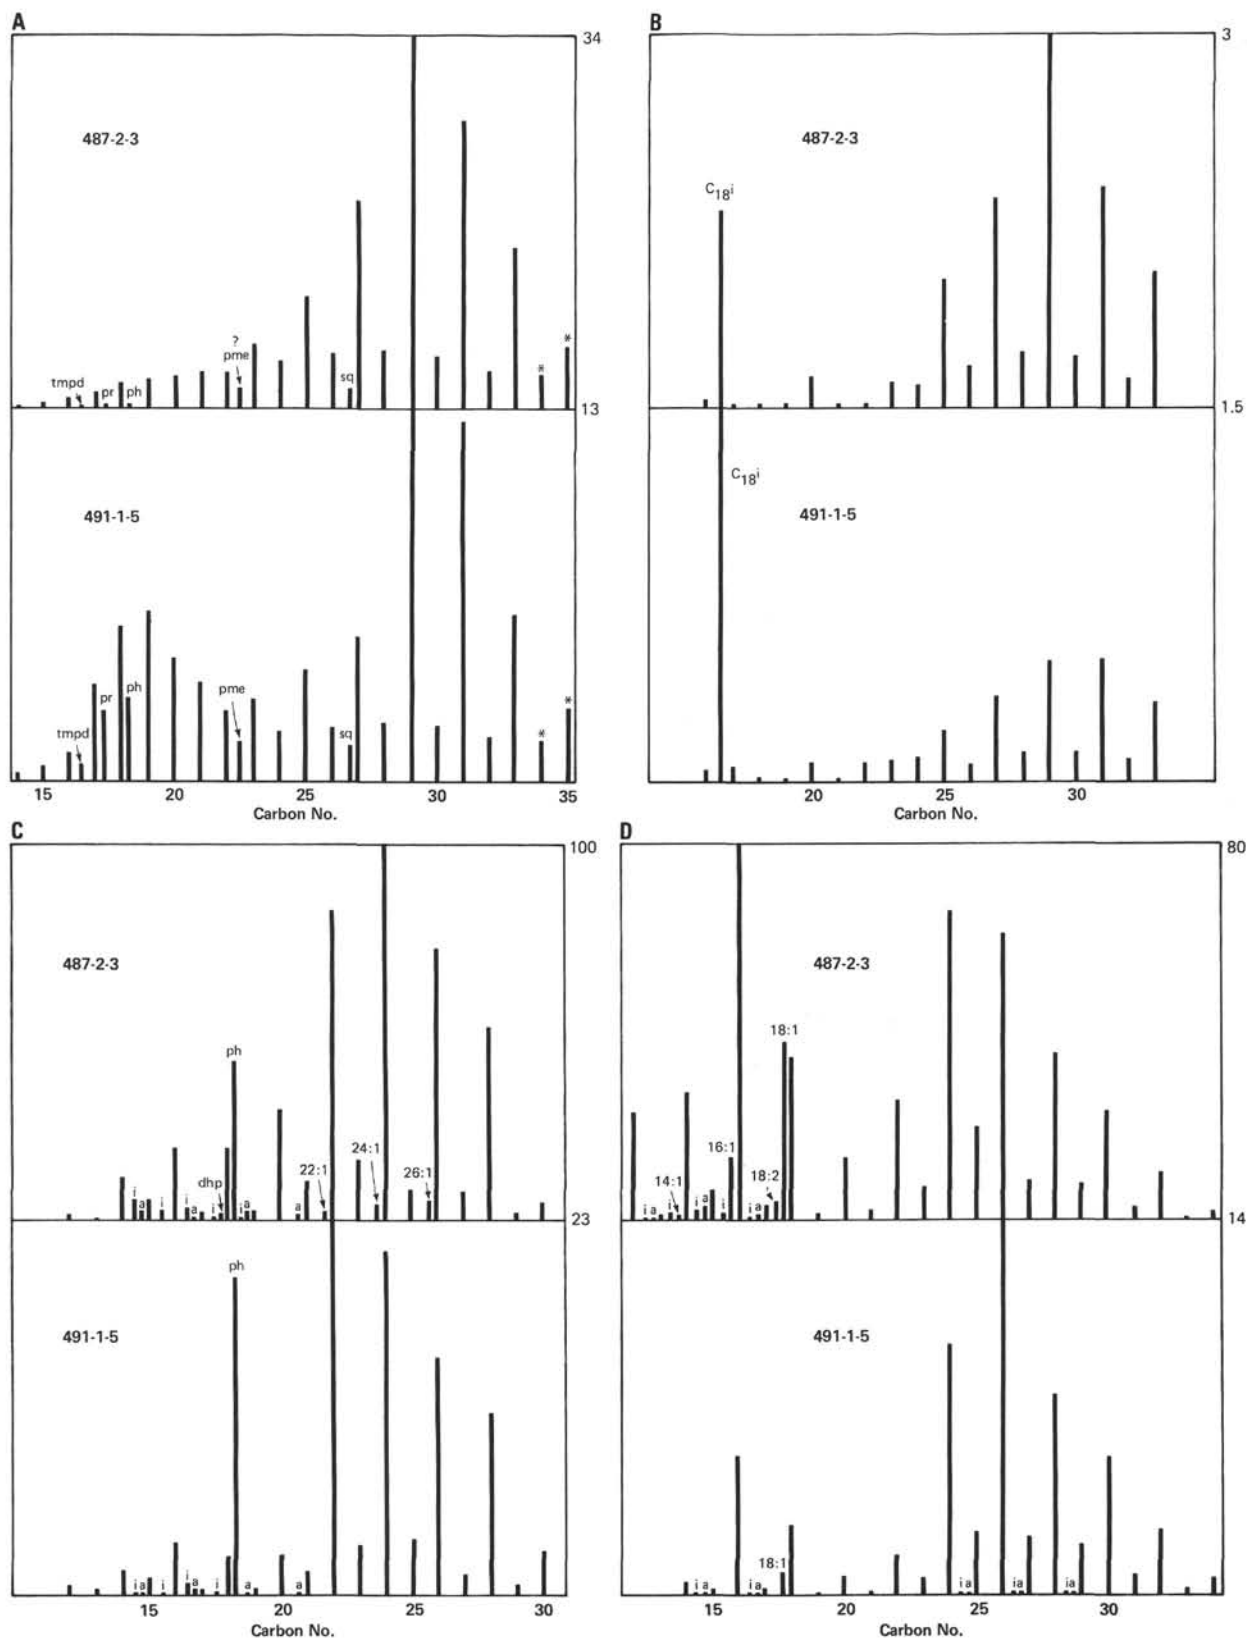 A
34
487-2-3
tmpd
pr
ph
?
pme
sq
*
*
13
491-1-5
tmpd
pr
ph
pme
sq
*
*
15 20 25 30 35
Carbon No.
B
3
487-2-3
C18i
1.5
C18i
491-1-5
20 25 30
Carbon No.
C
100
487-2-3
ph
i
a
i
i
a
dhp
i
i
a
a
22:1
24:1
26:1
23
ph
491-1-5
i
a
i
i
a
i
a
a
15 20 25 30
Carbon No.
D
80
487-2-3
18:1
16:1
14:1
18:2
i
a
i
i
a
i
i
a
14
491-1-5
18:1
i
a
i
a
i
a
i
a
i
a
15 20 25 30
Carbon No.